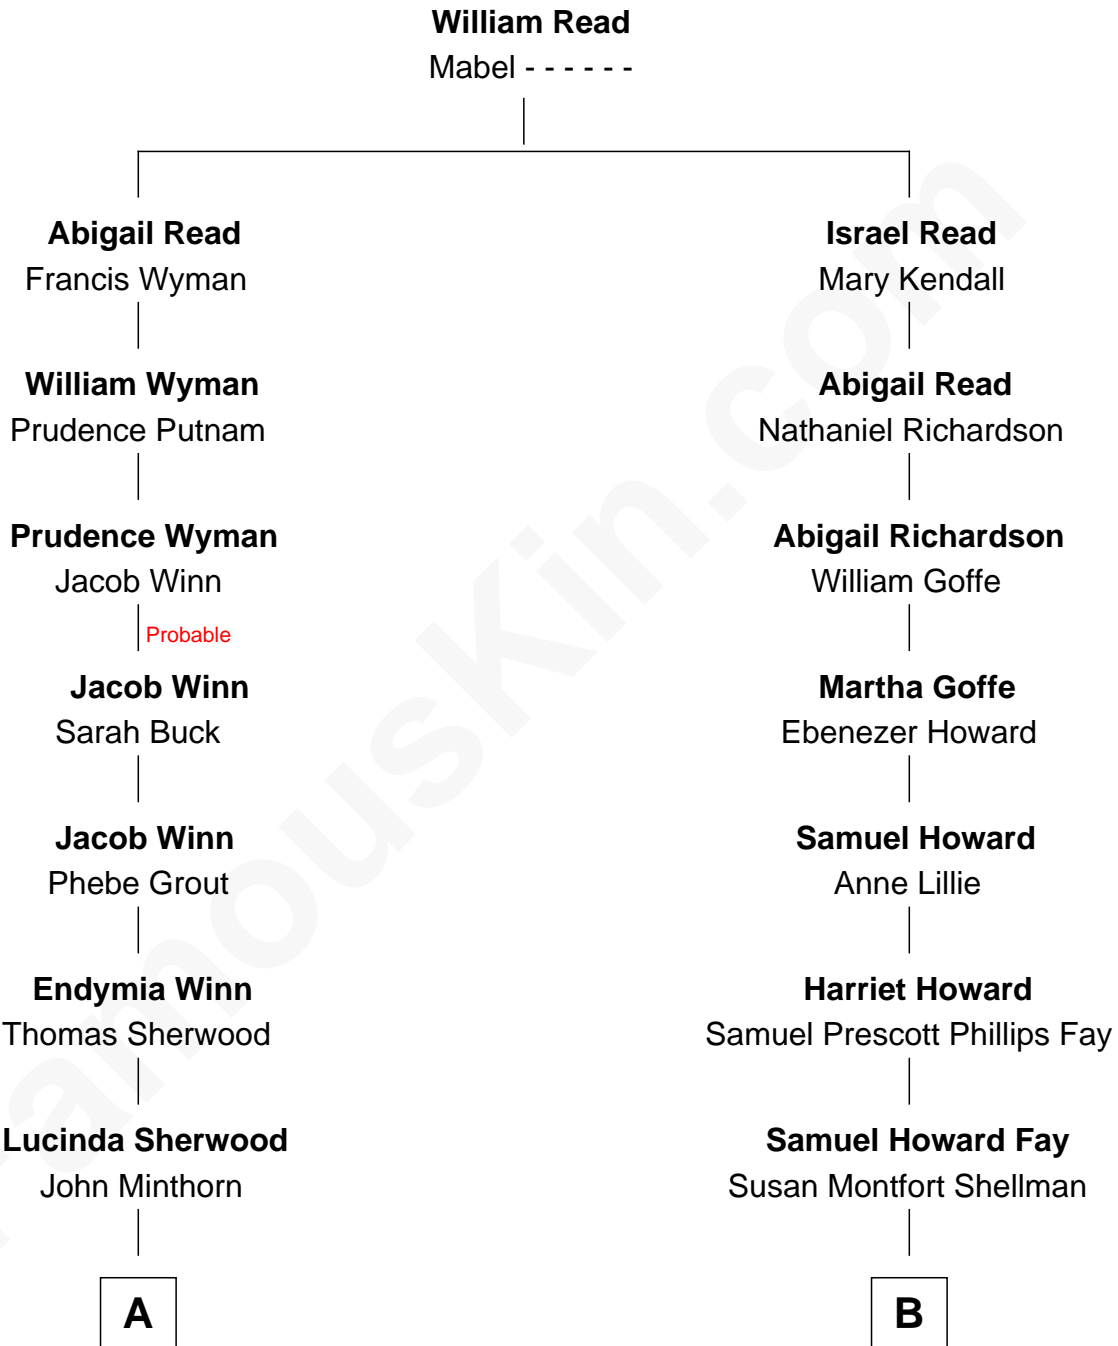 William Read
Mabel - - - - - -
Abigail Read
Francis Wyman
Israel Read
Mary Kendall
William Wyman
Prudence Putnam
Abigail Read
Nathaniel Richardson
Prudence Wyman
Jacob Winn
Abigail Richardson
William Goffe
Probable
Jacob Winn
Sarah Buck
Martha Goffe
Ebenezer Howard
Jacob Winn
Phebe Grout
Samuel Howard
Anne Lillie
Endymia Winn
Thomas Sherwood
Harriet Howard
Samuel Prescott Phillips Fay
Lucinda Sherwood
John Minthorn
Samuel Howard Fay
Susan Montfort Shellman
A
B
FamousKin.com